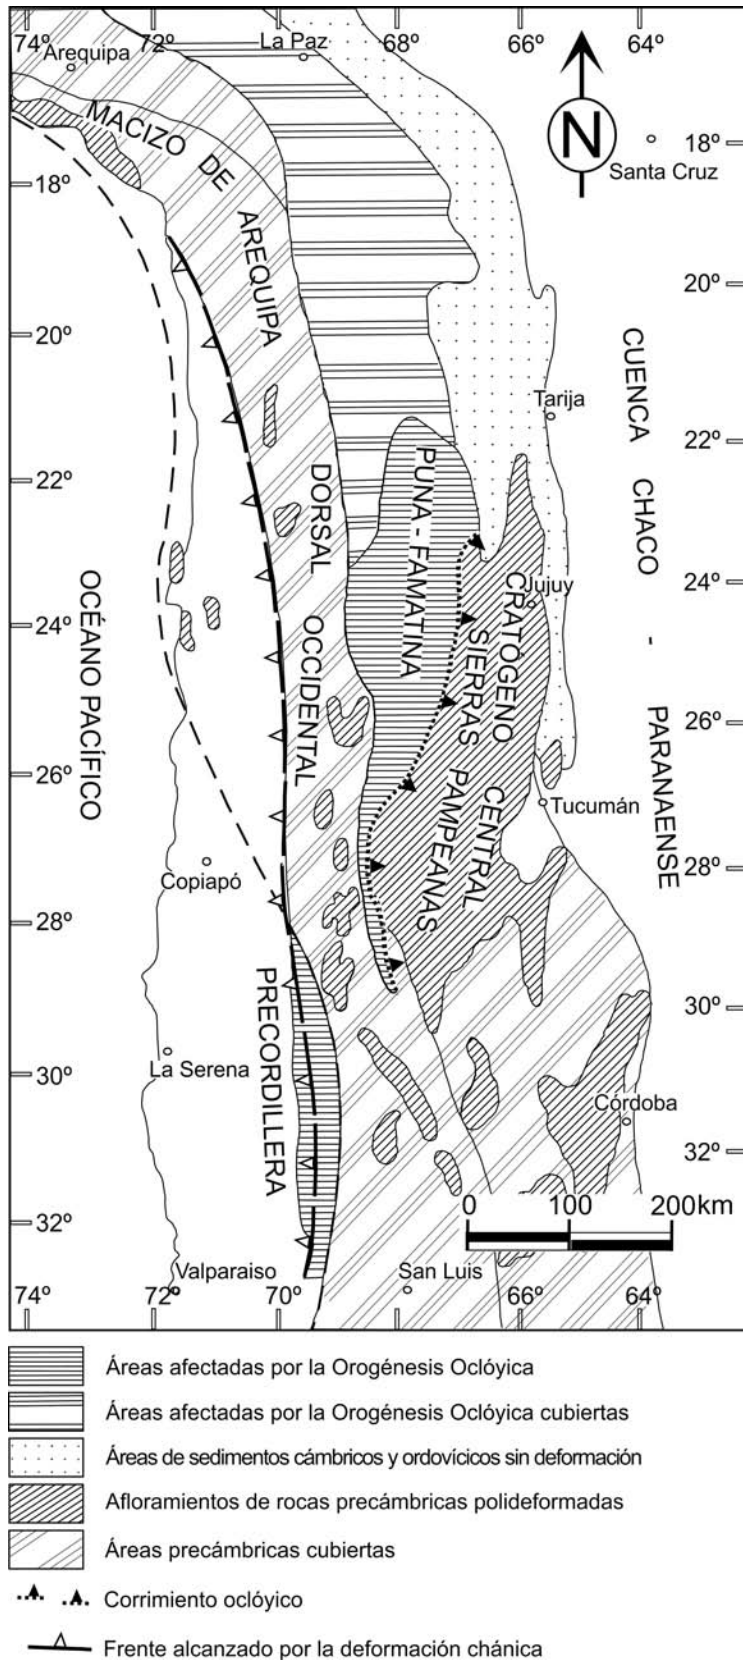 74º 72º 68º 66º 64º
Arequipa
La Paz
N
MACIZO DE AREQUIPA
Santa Cruz
18º
18º
20º
20º
CUENCA CHACO - PARANAENSE
Tarija
22º
22º
PUNA - FAMATINA
DORSAL OCCIDENTAL
OCÉANO PACÍFICO
24º
24º
Jujuy
CRATÓGENO CENTRAL
SIERRAS PAMPEANAS
26º
26º
Tucumán
28º
28º
Copiapó
PRECORDILLERA
30º
30º
La Serena
Córdoba
32º
32º
0 100 200km
Valparaiso
San Luis
74º 72º 70º 66º 64º
Áreas afectadas por la Orogénesis Oclóyica
Áreas afectadas por la Orogénesis Oclóyica cubiertas
Áreas de sedimentos cámbricos y ordovícicos sin deformación
Afloramientos de rocas precámbricas polideformadas
Áreas precámbricas cubiertas
Corrimiento oclóyico
Frente alcanzado por la deformación chánica